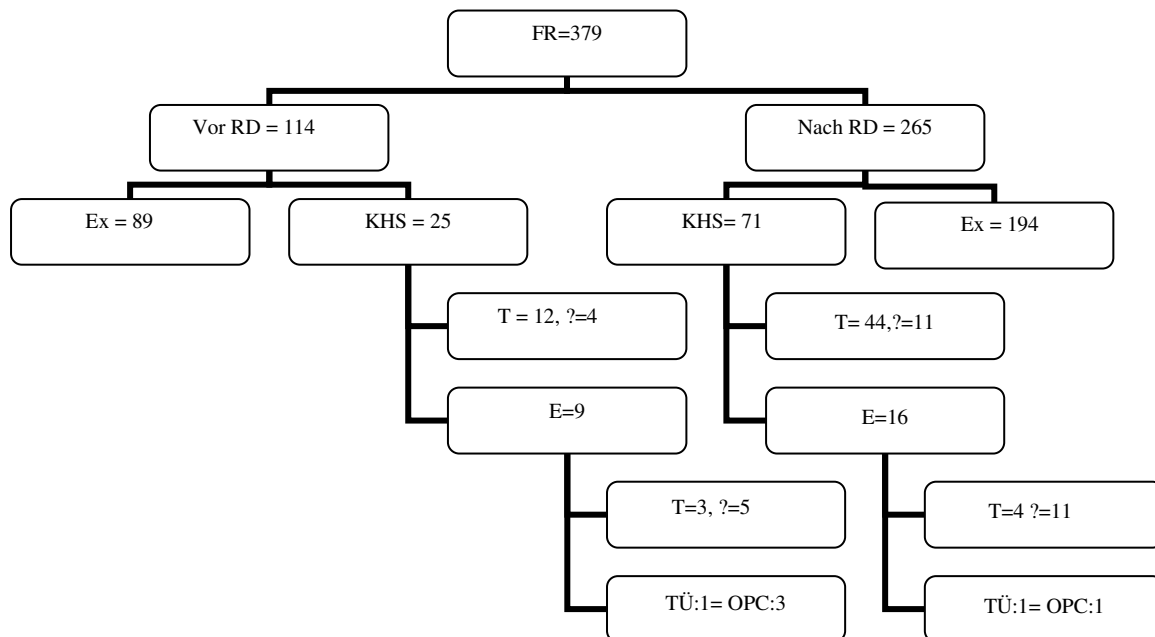 FR=379
Vor RD = 114
Nach RD = 265
Ex = 89
KHS = 25
KHS= 71
Ex = 194
T = 12, ?=4
T= 44,?=11
E=9
E=16
T=3, ?=5
T=4 ?=11
TÜ:1= OPC:3
TÜ:1= OPC:1